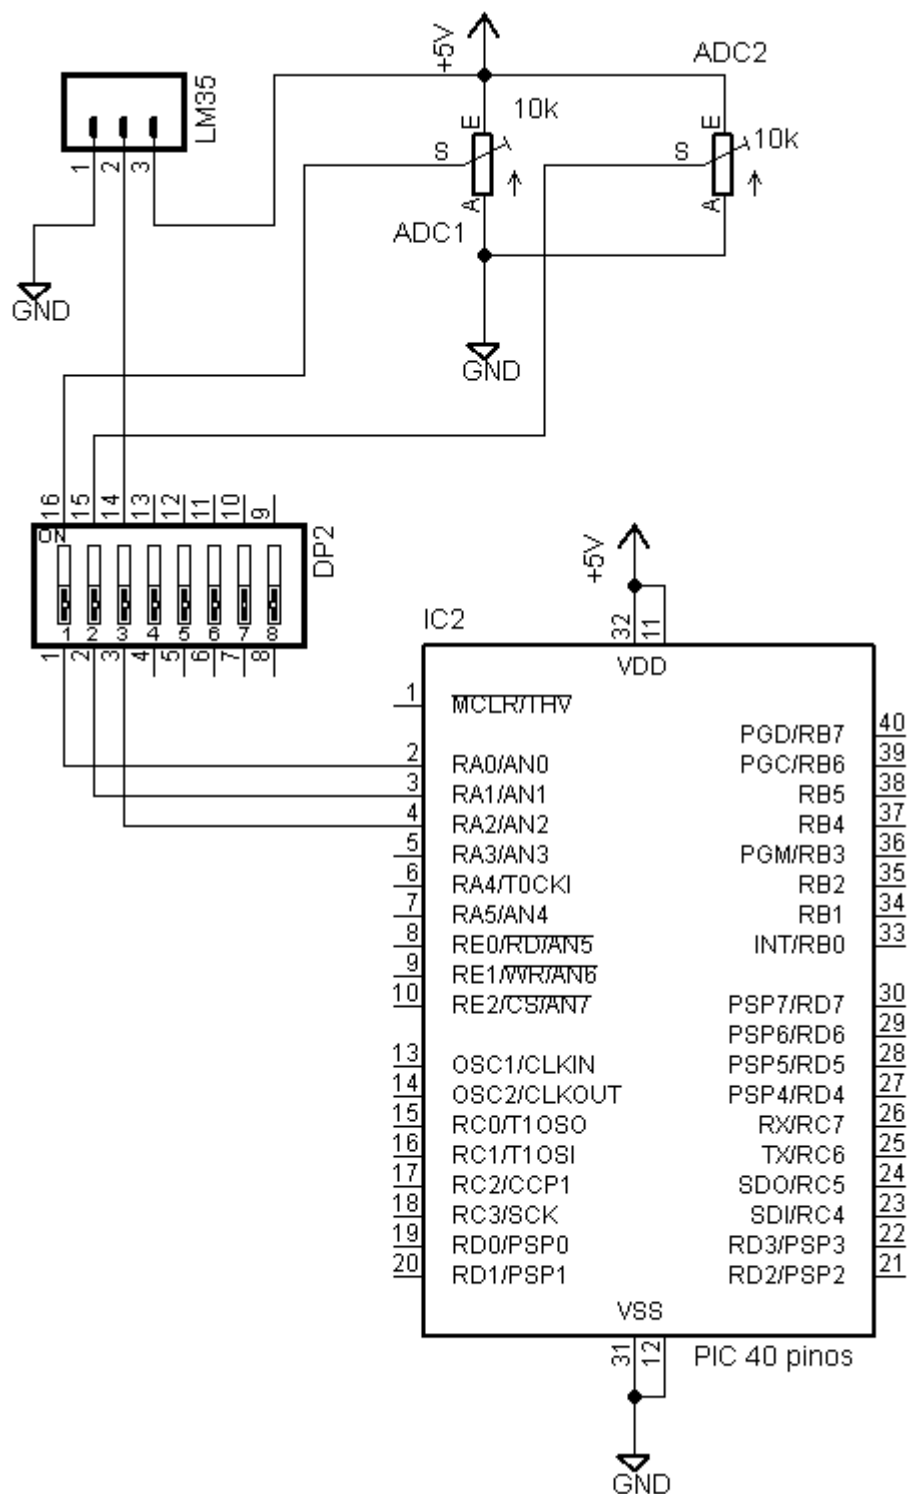 +5V
ADC2
LM35
10k
E
E
10k
S
S
1
2
3
A
A
ADC1
GND
GND
16
15
14
13
12
11
10
9
ON
DP2
1
2
3
4
5
6
7
8
1
2
3
4
5
6
7
8
+5V
IC2
32
11
VDD
1 MCLR/THV
PGD/RB7 40
2 RA0/AN0 PGC/RB6 39
3 RA1/AN1 RB5 38
4 RA2/AN2 RB4 37
5 RA3/AN3 PGM/RB3 36
6 RA4/T0CKI RB2 35
7 RA5/AN4 RB1 34
8 RE0/RD/AN5 INT/RB0 33
9 RE1/WR/AN6
10 RE2/CS/AN7 PSP7/RD7 30
PSP6/RD6 29
13 OSC1/CLKIN PSP5/RD5 28
14 OSC2/CLKOUT PSP4/RD4 27
15 RC0/T1OSO RX/RC7 26
16 RC1/T1OSI TX/RC6 25
17 RC2/CCP1 SDO/RC5 24
18 RC3/SCK SDI/RC4 23
19 RD0/PSP0 RD3/PSP3 22
20 RD1/PSP1 RD2/PSP2 21
VSS
31
12
PIC 40 pinos
GND